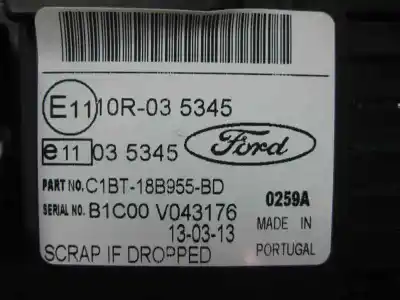 E11 10R-03 5345
e11 03 5345 Ford
PART NO. C1BT-18B955-BD
0259A
SERIAL NO. B1C00 V043176
13-03-13
MADE IN
PORTUGAL
SCRAP IF DROPPED